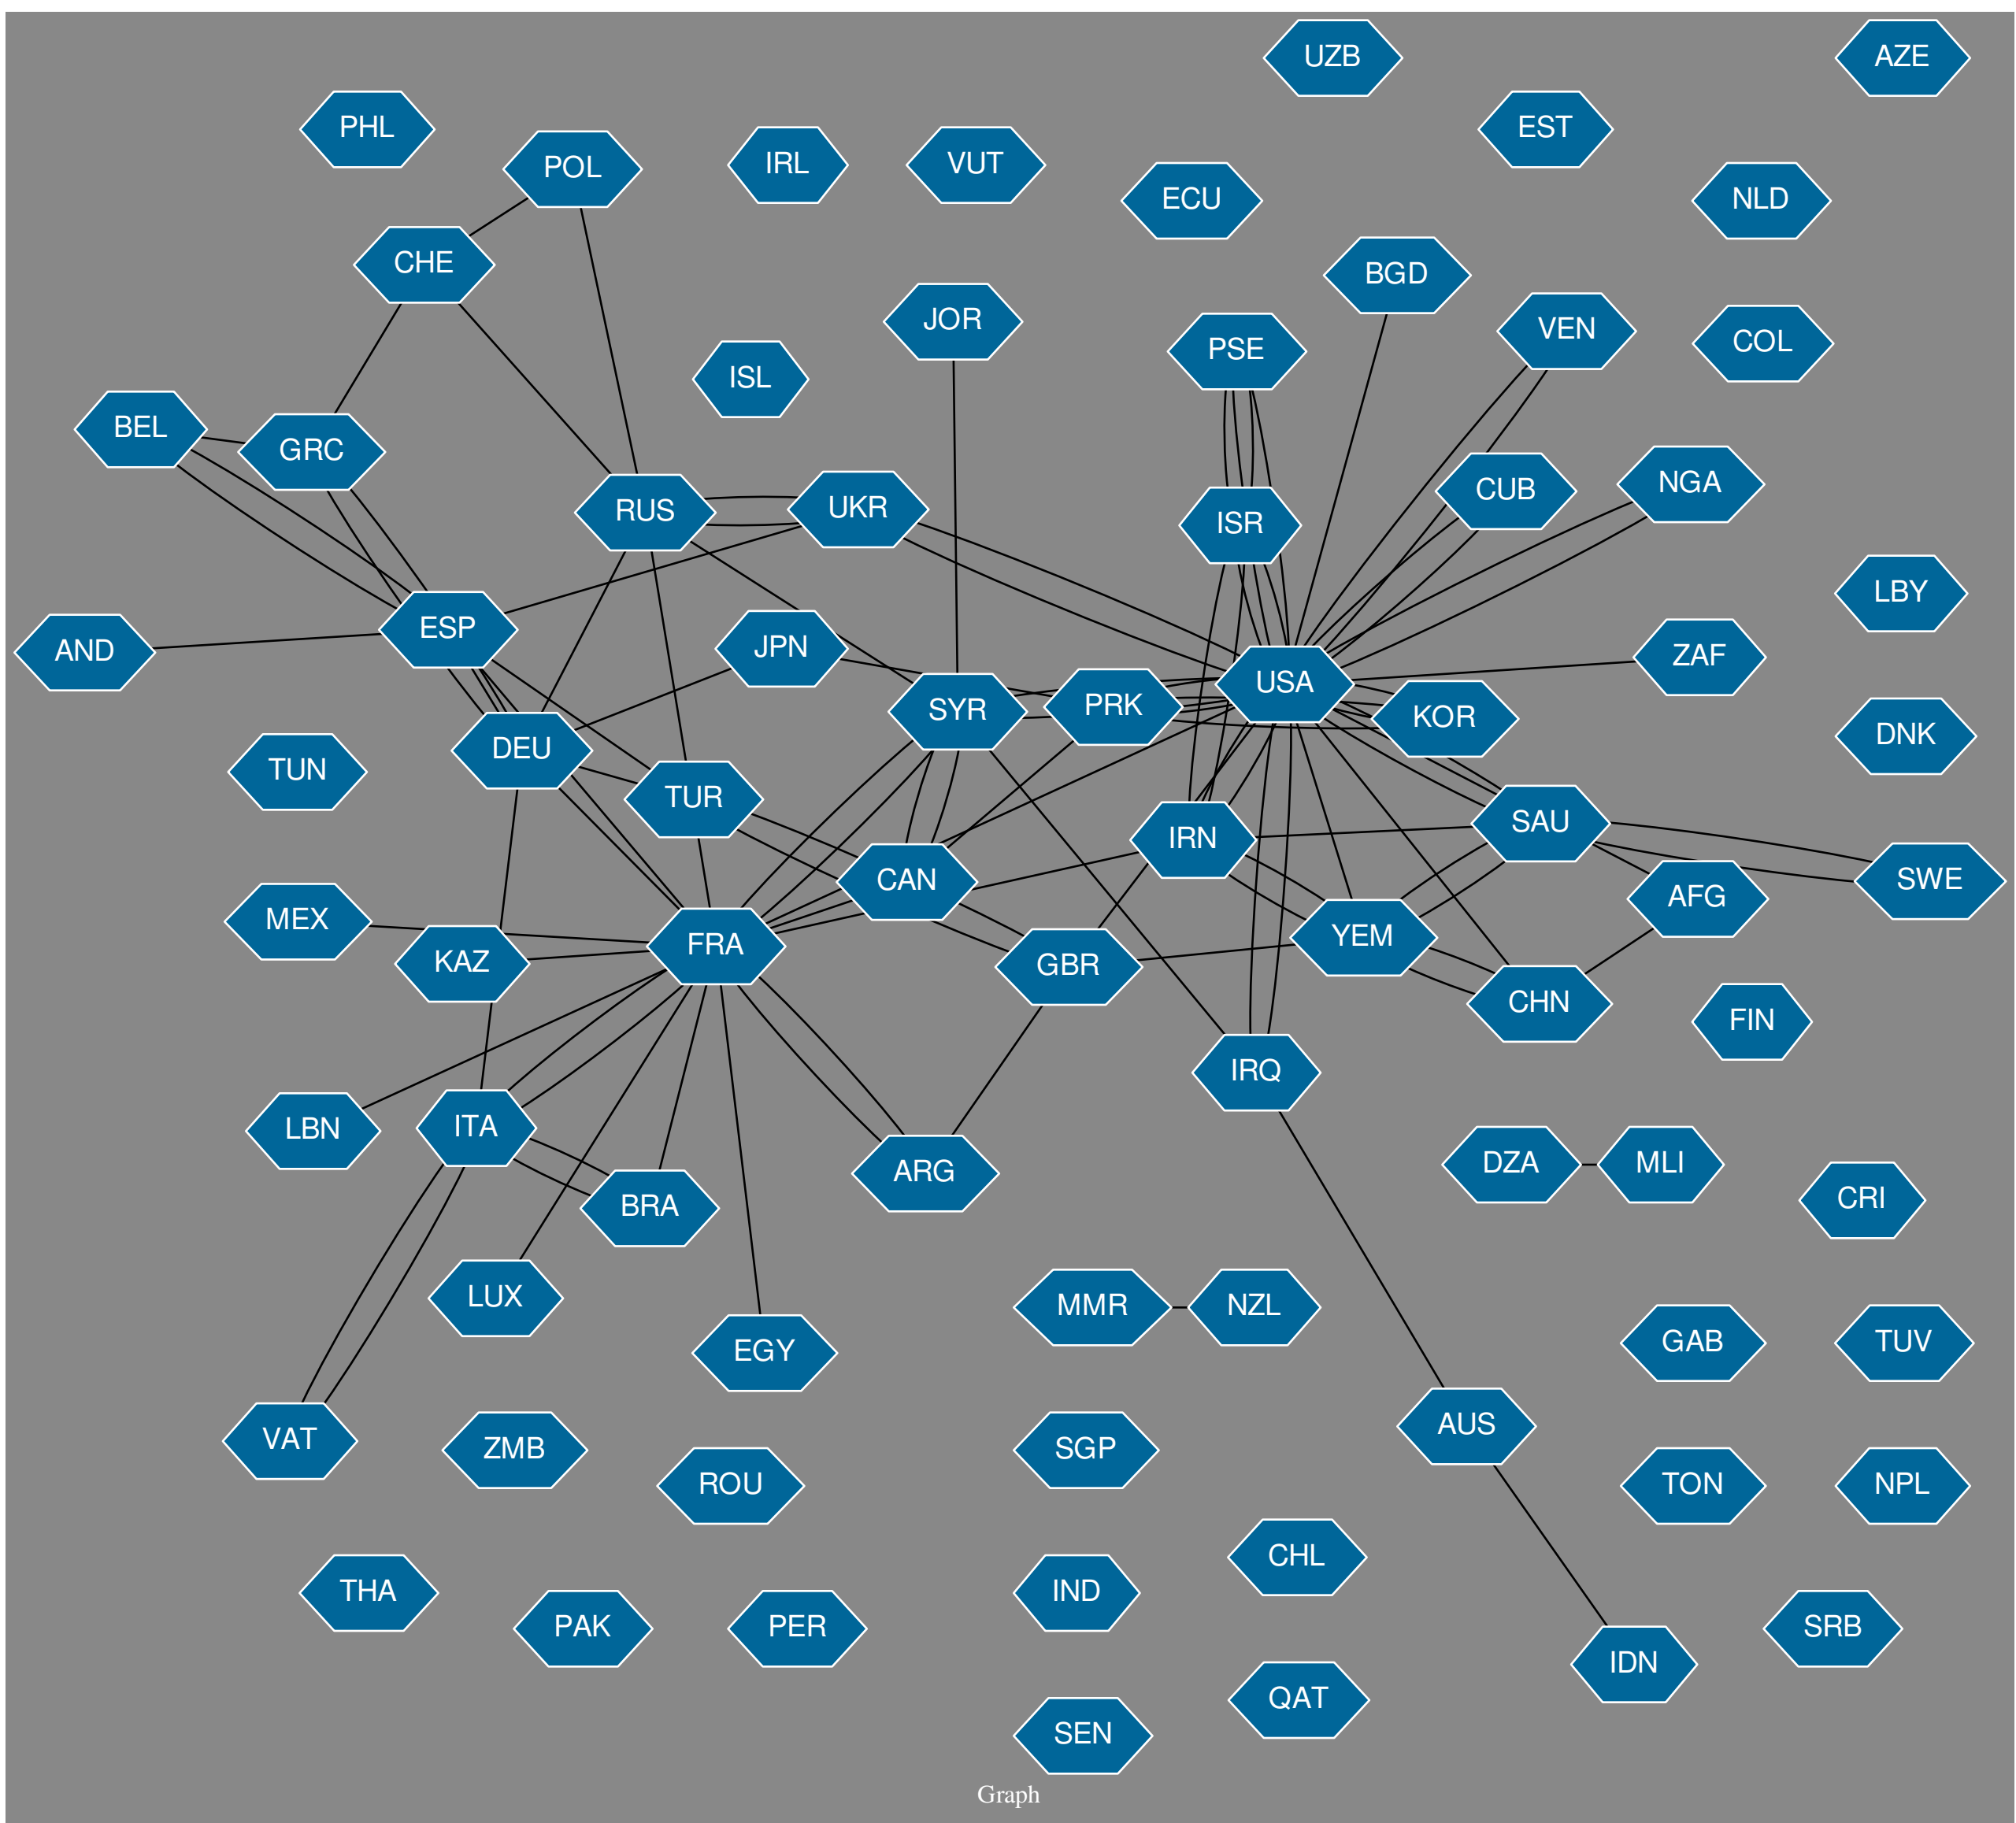 UZB
AZE
PHL
EST
POL
IRL
VUT
ECU
NLD
CHE
BGD
JOR
VEN
COL
PSE
ISL
BEL
GRC
NGA
CUB
RUS
UKR
ISR
LBY
ESP
AND
JPN
ZAF
USA
SYR
PRK
KOR
DNK
DEU
TUN
TUR
SAU
IRN
CAN
SWE
AFG
MEX
YEM
FRA
KAZ
GBR
CHN
FIN
IRQ
LBN
ITA
DZA
MLI
ARG
CRI
BRA
LUX
MMR
NZL
EGY
GAB
TUV
AUS
VAT
ZMB
SGP
ROU
TON
NPL
CHL
THA
IND
PAK
PER
SRB
IDN
QAT
SEN
Graph